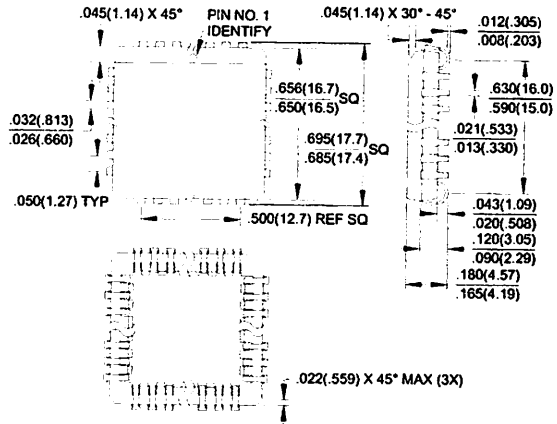 .045(1.14) X 45°
PIN NO. 1
IDENTIFY
.045(1.14) X 30° - 45°
.012(.305)
.008(.203)
.656(16.7)
.650(16.5)
SQ
.630(16.0)
.590(15.0)
.032(.813)
.026(.660)
.695(17.7)
.685(17.4)
SQ
.021(.533)
.013(.330)
.050(1.27) TYP
.500(12.7) REF SQ
.043(1.09)
.020(.508)
.120(3.05)
.090(2.29)
.180(4.57)
.165(4.19)
.022(.559) X 45° MAX (3X)